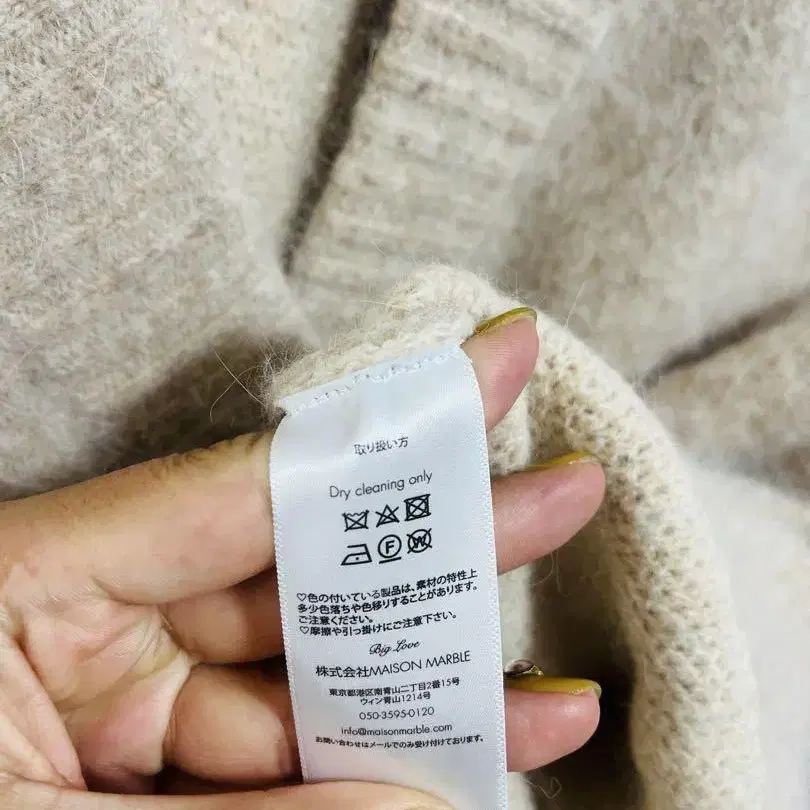 取り扱い方
Dry cleaning only
F W
♡色の付いている製品は、素材の特性上
多少色落ちや色移りすることがあります。
ご注意ください。
♡摩擦や引っ掛けにご注意下さい。
Big Love
株式会社MAISON MARBLE
東京都港区南青山二丁目2番15号
ウィン青山1214号
050-3595-0120
info@maisonmarble.com
お問い合わせはメールでのみ受け付けております。